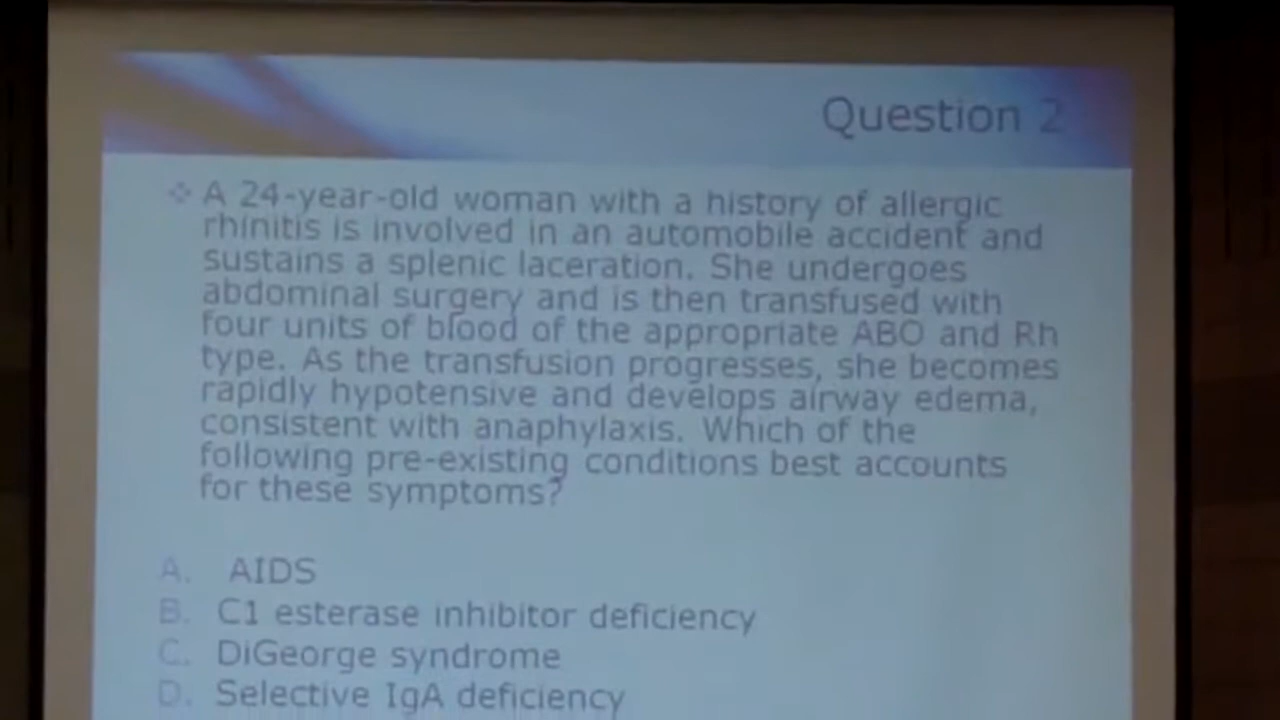 Question 2
A 24-year-old woman with a history of allergic
rhinitis is involved in an automobile accident and
sustains a splenic laceration. She undergoes
abdominal surgery and is then transfused with
four units of blood of the appropriate ABO and Rh
type. As the transfusion progresses, she becomes
rapidly hypotensive and develops airway edema,
consistent with anaphylaxis. Which of the
following pre-existing conditions best accounts
for these symptoms?
A. AIDS
B. C1 esterase inhibitor deficiency
C. DiGeorge syndrome
D. Selective IgA deficiency